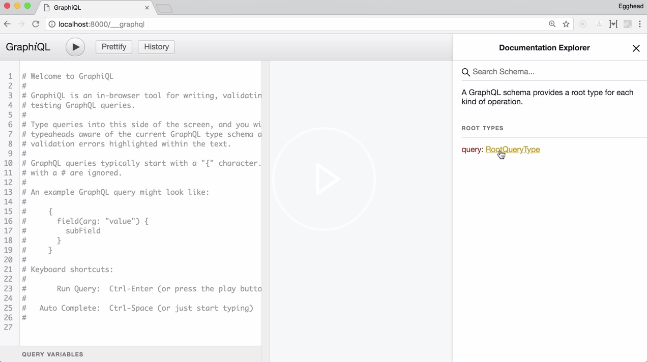 GraphiQL
Egghead
localhost:8000/___graphql
GraphiQL
Prettify
History
Documentation Explorer
Search Schema...
A GraphQL schema provides a root type for each
kind of operation.
ROOT TYPES
query: RootQueryType
1 # Welcome to GraphiQL
2 #
3 # GraphiQL is an in-browser tool for writing, validatin
4 # testing GraphQL queries.
5 #
6 # Type queries into this side of the screen, and you wi
7 # typeaheads aware of the current GraphQL type schema a
8 # validation errors highlighted within the text.
9 #
10 # GraphQL queries typically start with a "{" character.
11 # with a # are ignored.
12 #
13 # An example GraphQL query might look like:
14 #
15 # {
16 # field(arg: "value") {
17 # subField
18 # }
19 # }
20 #
21 # Keyboard shortcuts:
22 #
23 # Run Query: Ctrl-Enter (or press the play butto
24 #
25 # Auto Complete: Ctrl-Space (or just start typing)
26 #
27
QUERY VARIABLES